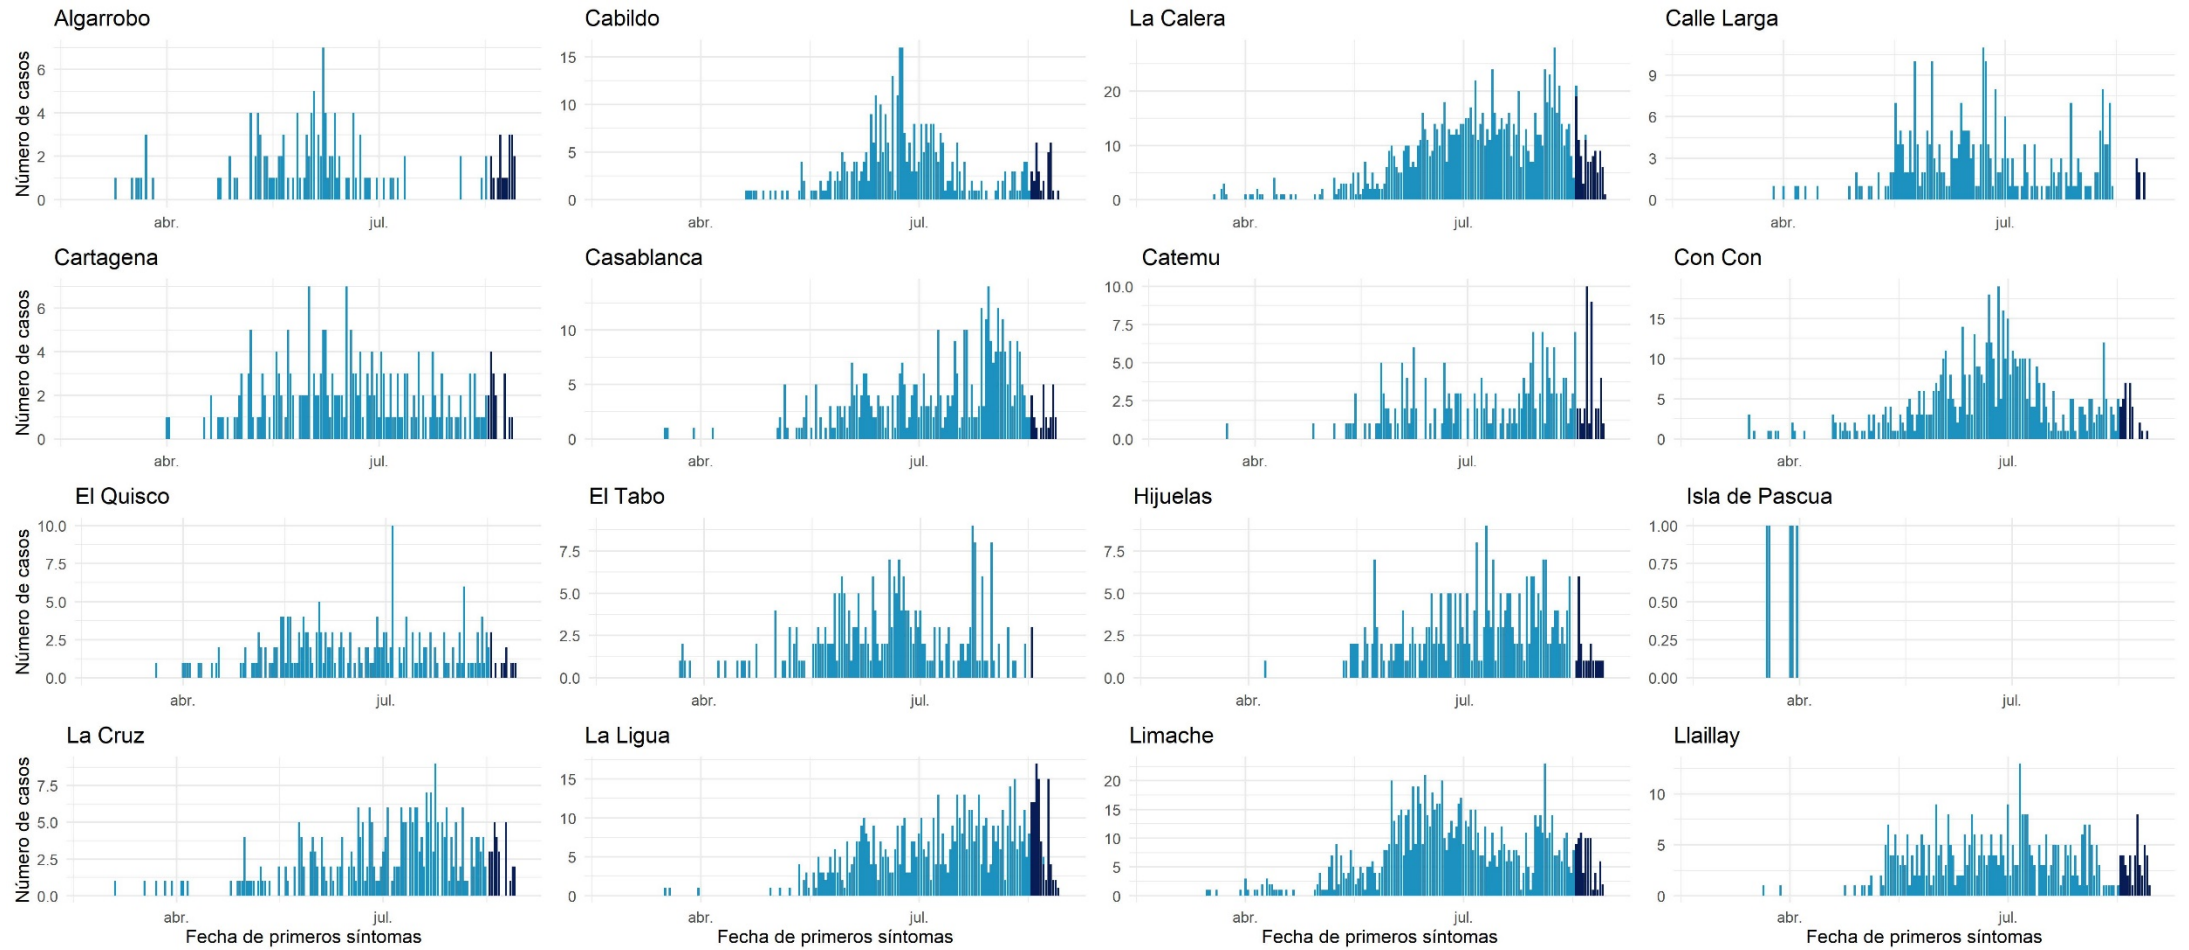 Algarrobo
Cabildo
La Calera
Calle Larga
Número de casos
6
4
2
0
abr.
jul.
15
10
5
0
abr.
jul.
20
10
0
abr.
jul.
9
6
3
0
abr.
jul.
Cartagena
Casablanca
Catemu
Con Con
Número de casos
6
4
2
0
abr.
jul.
10
5
0
abr.
jul.
10.0
7.5
5.0
2.5
0.0
abr.
jul.
15
10
5
0
abr.
jul.
El Quisco
El Tabo
Hijuelas
Isla de Pascua
Número de casos
10.0
7.5
5.0
2.5
0.0
abr.
jul.
7.5
5.0
2.5
0.0
abr.
jul.
7.5
5.0
2.5
0.0
abr.
jul.
1.00
0.75
0.50
0.25
0.00
abr.
jul.
La Cruz
La Ligua
Limache
Llaillay
Número de casos
7.5
5.0
2.5
0.0
abr.
jul.
15
10
5
0
abr.
jul.
20
15
10
5
0
abr.
jul.
10
5
0
abr.
jul.
Fecha de primeros síntomas
Fecha de primeros síntomas
Fecha de primeros síntomas
Fecha de primeros síntomas